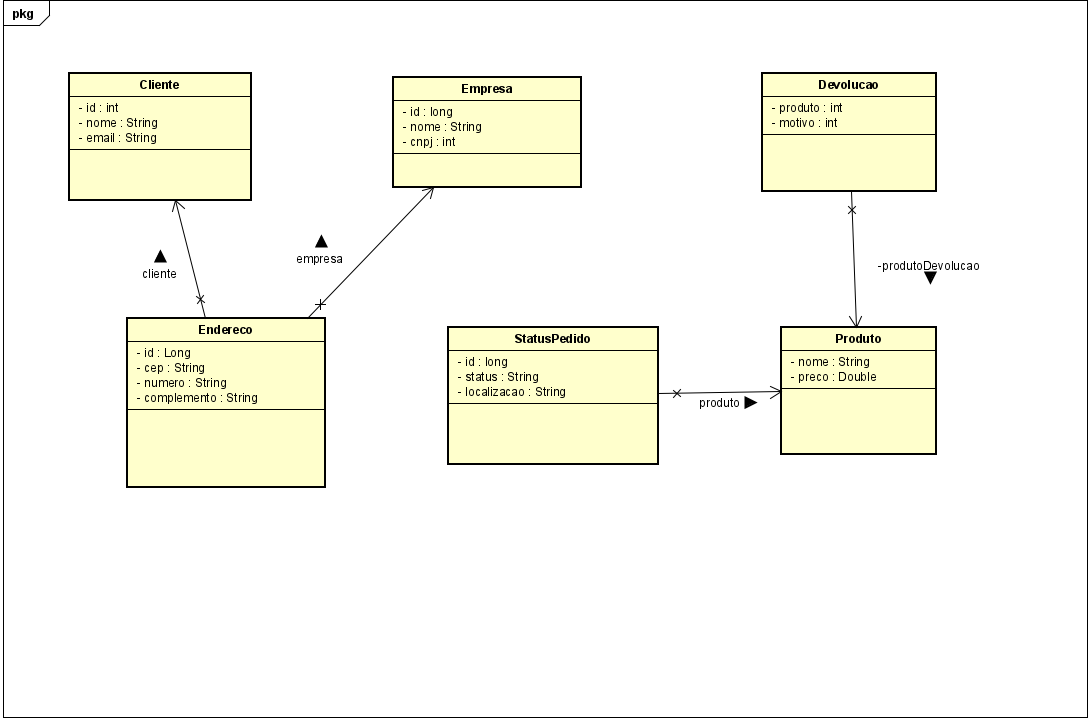 pkg
Cliente
- id : int
- nome : String
- email : String
Empresa
- id : long
- nome : String
- cnpj : int
Devolucao
- produto : int
- motivo : int
cliente
empresa
-produtoDevolucao
Endereco
- id : Long
- cep : String
- numero : String
- complemento : String
StatusPedido
- id : long
- status : String
- localizacao : String
produto
Produto
- nome : String
- preco : Double